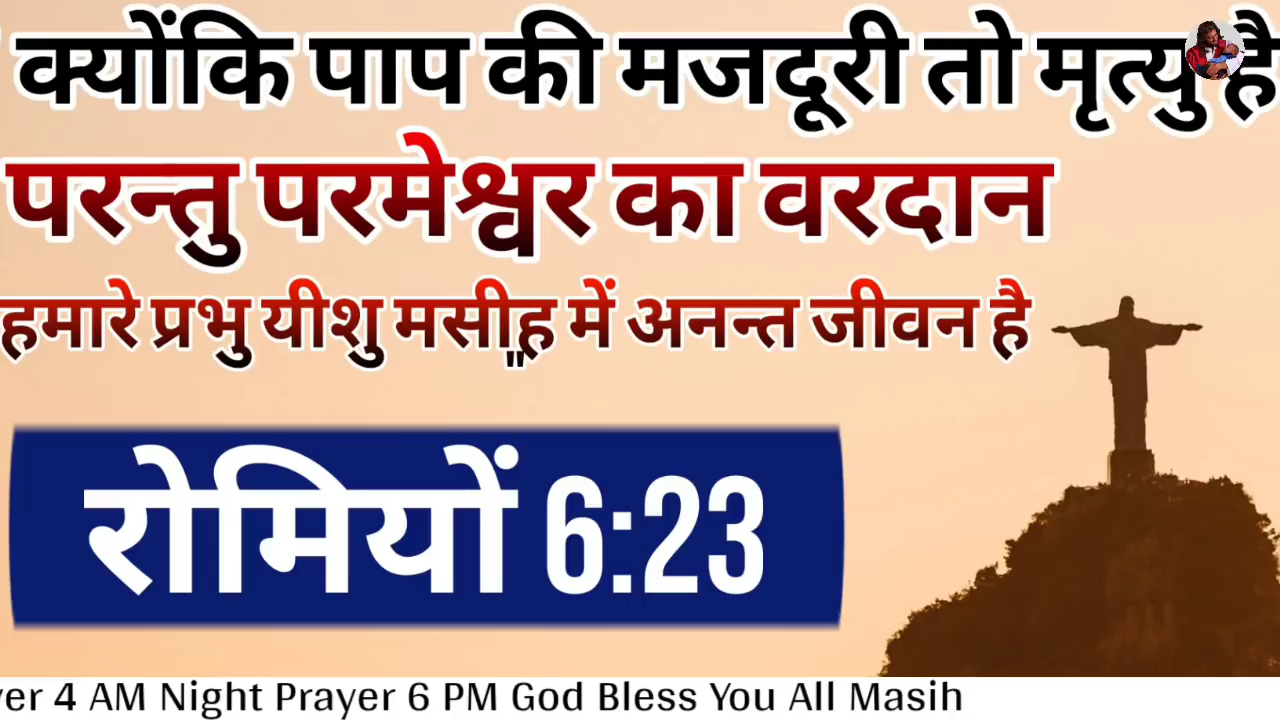 क्योंकि पाप की मजदूरी तो मृत्यु है
परन्तु परमेश्वर का वरदान
हमारे प्रभु यीशु मसीह में अनन्त जीवन है
"
रोमियों 6:23
4 AM Night Prayer 6 PM God Bless You All Masih